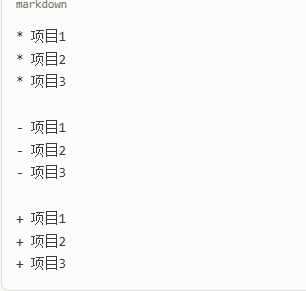 markdown
* 项目1
* 项目2
* 项目3
- 项目1
- 项目2
- 项目3
+ 项目1
+ 项目2
+ 项目3